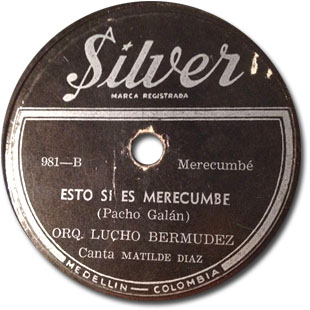 Silver
MARCA REGISTRADA
981—B Merecumbé
ESTO SI ES MERECUMBE
(Pacho Galán)
ORQ. LUCHO BERMUDEZ
Canta MATILDE DIAZ
MEDELLIN — COLOMBIA